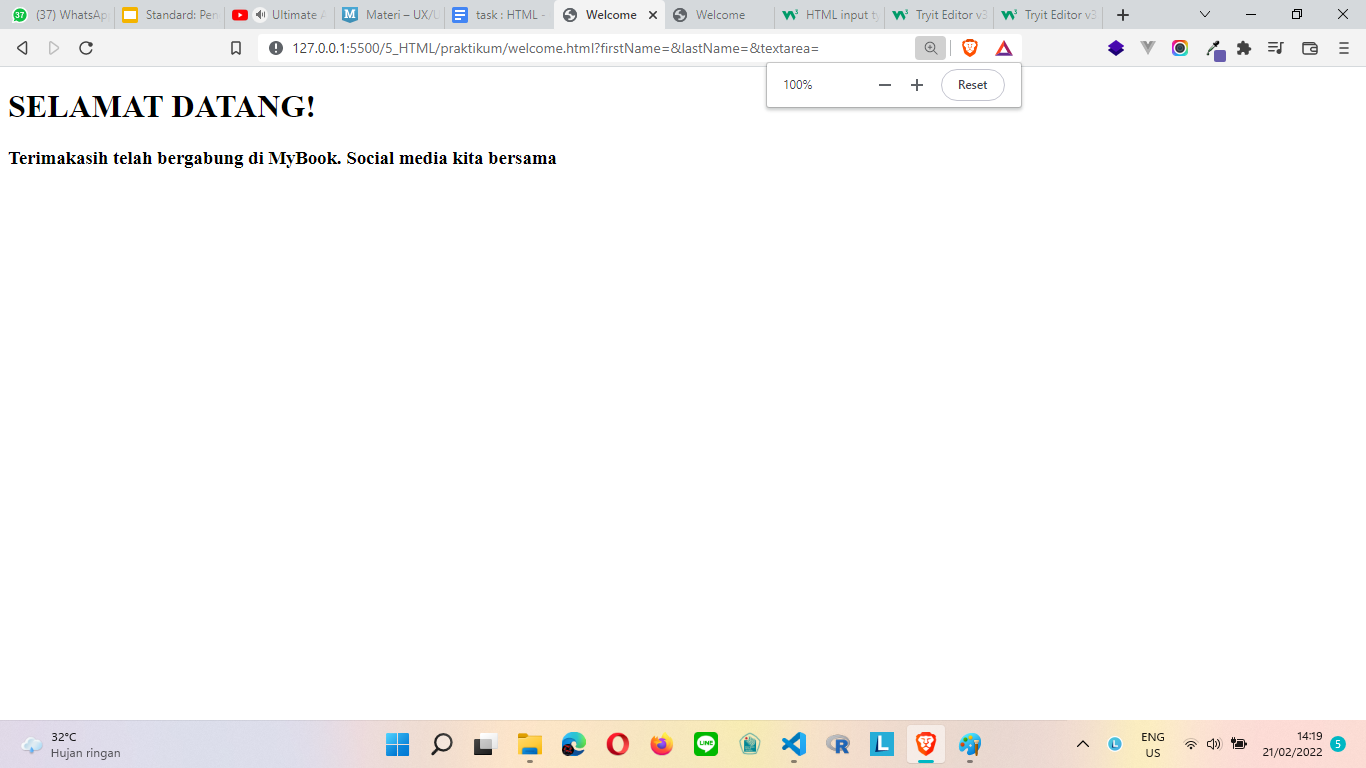 37
(37) WhatsAp
Standard: Pen
Ultimate
Materi – UX/U
task : HTML -
Welcome
Welcome
HTML input ty
Tryit Editor v3
Tryit Editor v3
127.0.0.1:5500/5_HTML/praktikum/welcome.html?firstName=&lastName=&textarea=
100%
Reset
SELAMAT DATANG!
Terimakasih telah bergabung di MyBook. Social media kita bersama
32°C
Hujan ringan
LINE
ENG
US
14:19
21/02/2022
5